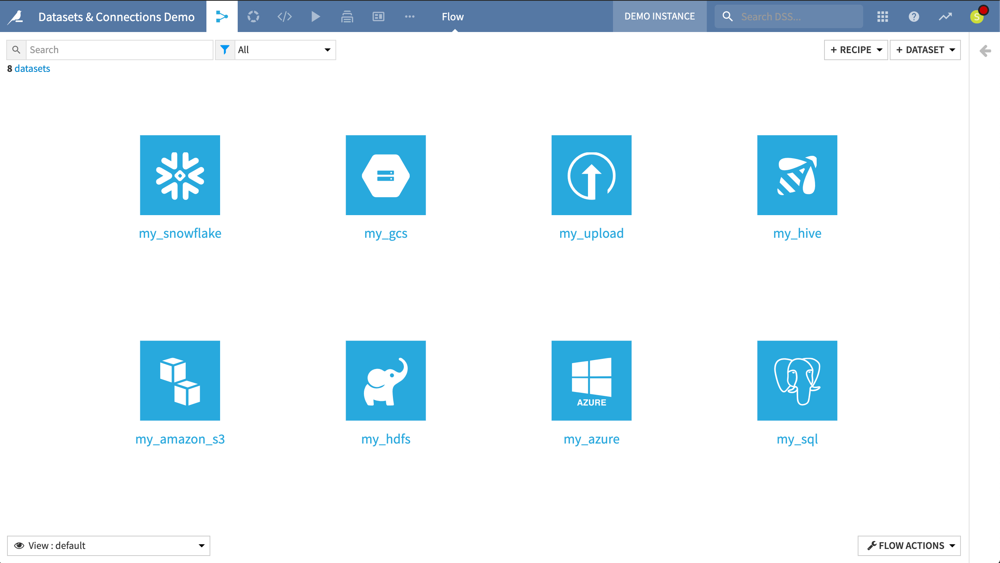 Datasets & Connections Demo
Flow
DEMO INSTANCE
Search DSS...
S
Search
All
+ RECIPE
+ DATASET
8 datasets
my_snowflake
my_gcs
my_upload
my_hive
AZURE
my_amazon_s3
my_hdfs
my_azure
my_sql
View : default
FLOW ACTIONS